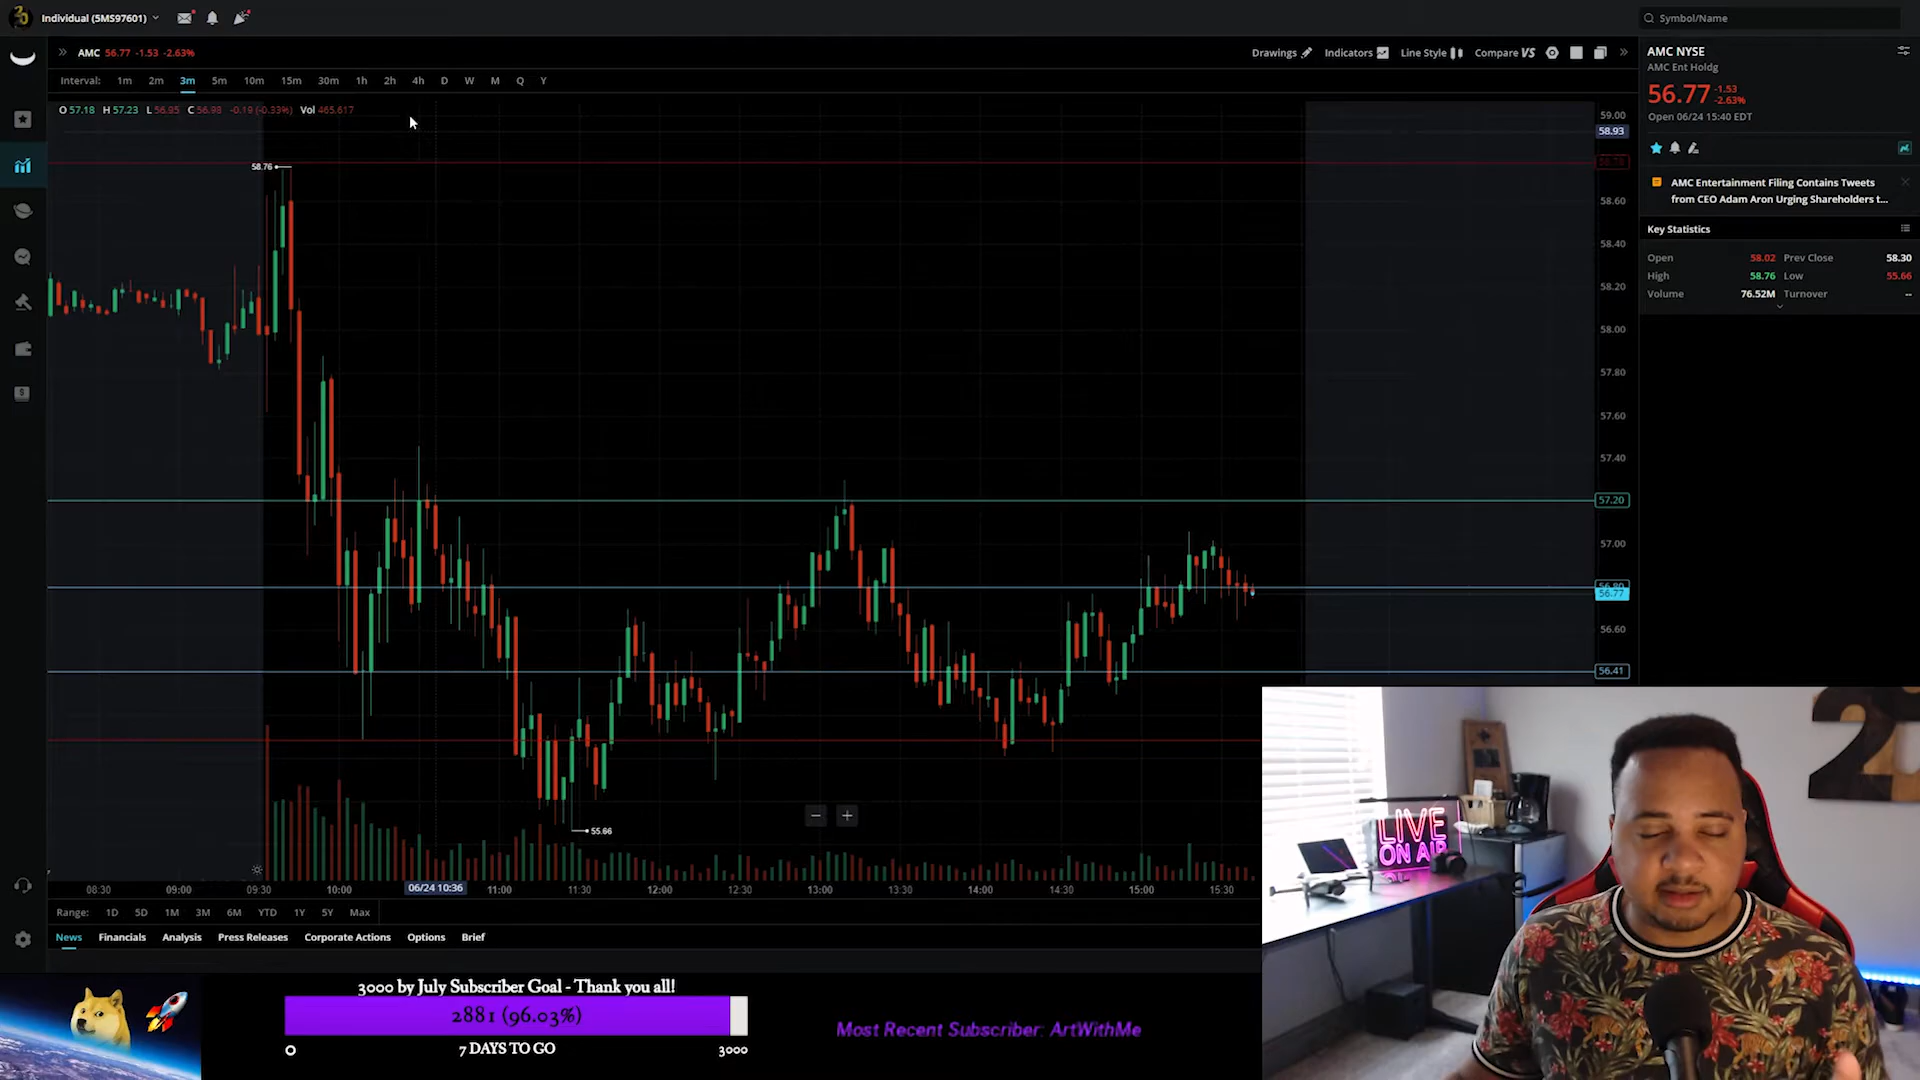 Individual (5MS97601)
Symbol/Name
AMC 56.77 -1.53 -2.63%
Drawings
Indicators
Line Style
Compare VS
Interval: 1m 2m 3m 5m 10m 15m 30m 1h 2h 4h D W M Q Y
O 57.18 H 57.23 L 56.95 C 56.98 -0.19 (-0.33%) Vol 465.617
AMC NYSE
AMC Ent Holdg
56.77 -1.53
-2.63%
Open 06/24 15:40 EDT
AMC Entertainment Filing Contains Tweets
from CEO Adam Aron Urging Shareholders t...
Key Statistics
Open 58.02 Prev Close 58.30
High 58.76 Low 55.66
Volume 76.52M Turnover --
59.00
58.93
58.76
58.60
58.40
58.20
58.00
57.80
57.60
57.40
57.20
57.00
56.77
56.60
56.41
55.66
08:30 09:00 09:30 10:00 06/24 10:36 11:00 11:30 12:00 12:30 13:00 13:30 14:00 14:30 15:00 15:30
Range: 1D 5D 1M 3M 6M YTD 1Y 5Y Max
News Financials Analysis Press Releases Corporate Actions Options Brief
LIVE
ON AIR
20
3000 by July Subscriber Goal - Thank you all!
2881 (96.03%)
0 7 DAYS TO GO 3000
Most Recent Subscriber: ArtWithMe